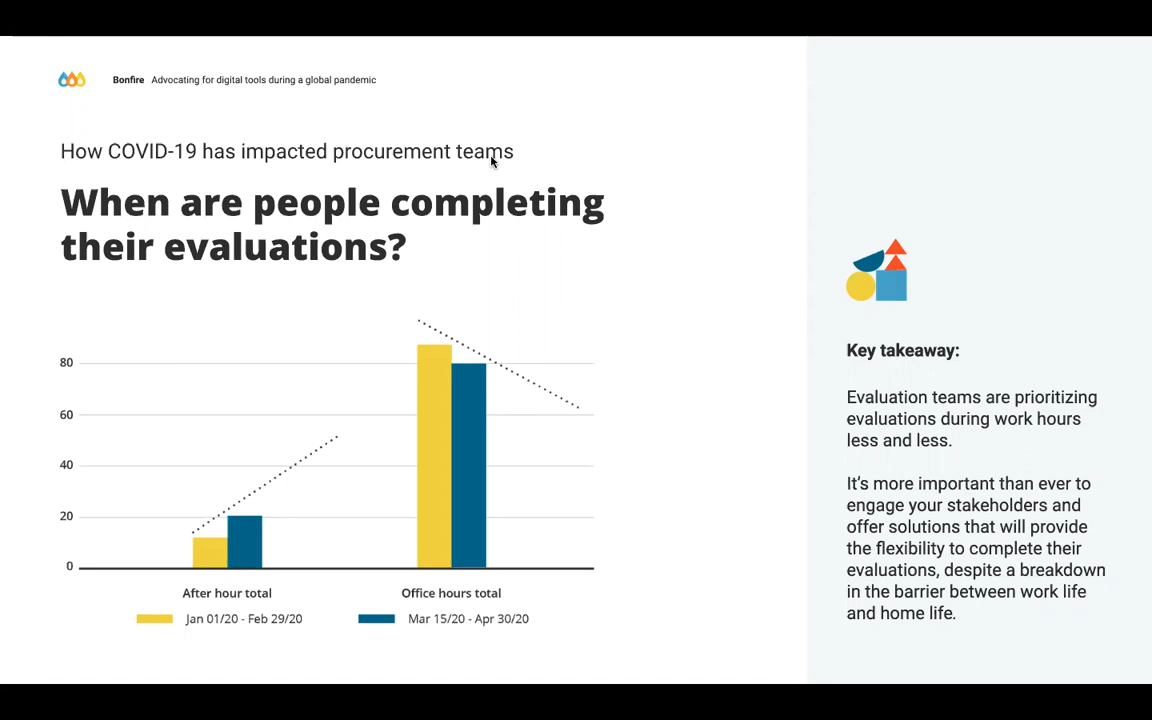 Bonfire Advocating for digital tools during a global pandemic
How COVID-19 has impacted procurement teams
When are people completing
their evaluations?
80
60
40
20
0
After hour total
Office hours total
Jan 01/20 - Feb 29/20
Mar 15/20 - Apr 30/20
Key takeaway:
Evaluation teams are prioritizing
evaluations during work hours
less and less.
It's more important than ever to
engage your stakeholders and
offer solutions that will provide
the flexibility to complete their
evaluations, despite a breakdown
in the barrier between work life
and home life.